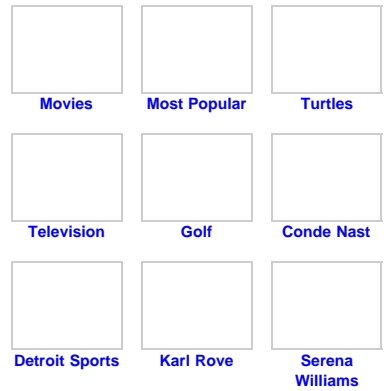 Movies
Most Popular
Turtles
Television
Golf
Conde Nast
Detroit Sports
Karl Rove
Serena
Williams